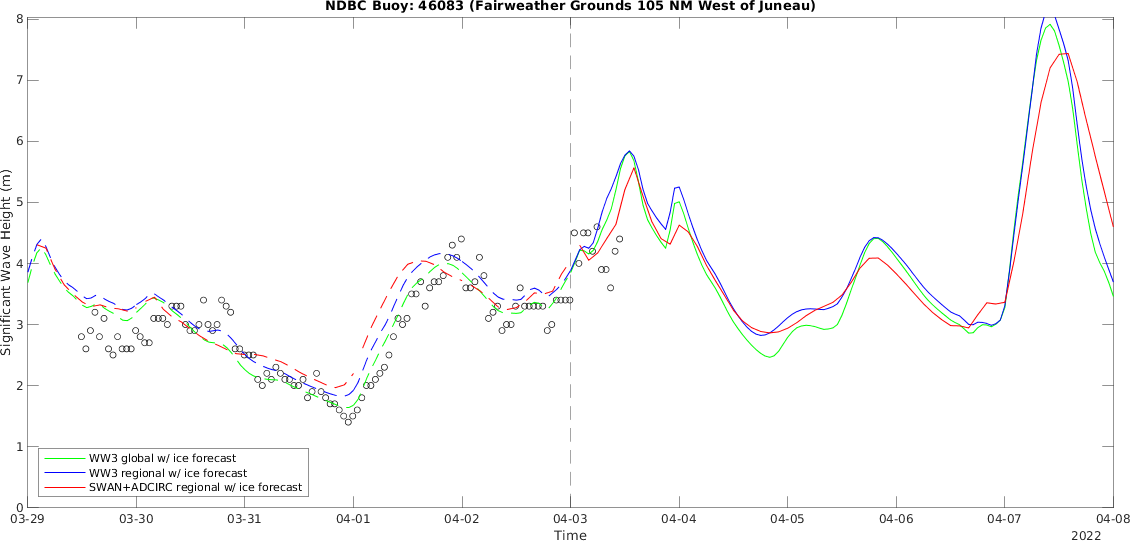 NDBC Buoy: 46083 (Fairweather Grounds 105 NM West of Juneau)
8
7
6
5
4
3
2
1
0
Significant Wave Height (m)
WW3 global w/ ice forecast
WW3 regional w/ ice forecast
SWAN+ADCIRC regional w/ ice forecast
03-29 03-30 03-31 04-01 04-02 04-03 04-04 04-05 04-06 04-07 04-08
Time
2022